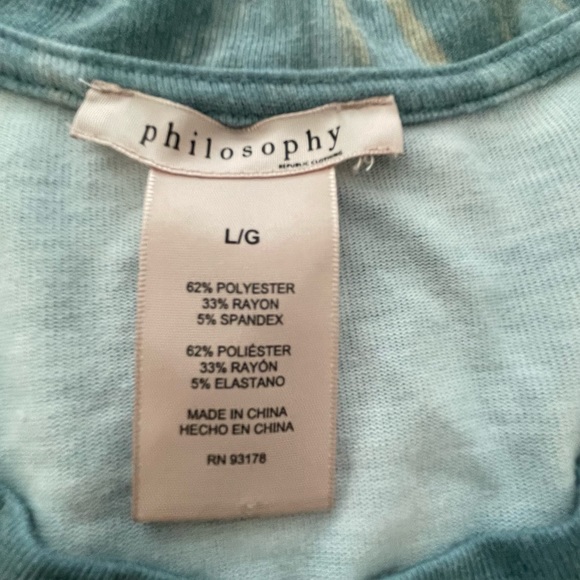 philosophy
REPUBLIC CLOTHING
L/G
62% POLYESTER
33% RAYON
5% SPANDEX
62% POLIÉSTER
33% RAYÓN
5% ELASTANO
MADE IN CHINA
HECHO EN CHINA
RN 93178